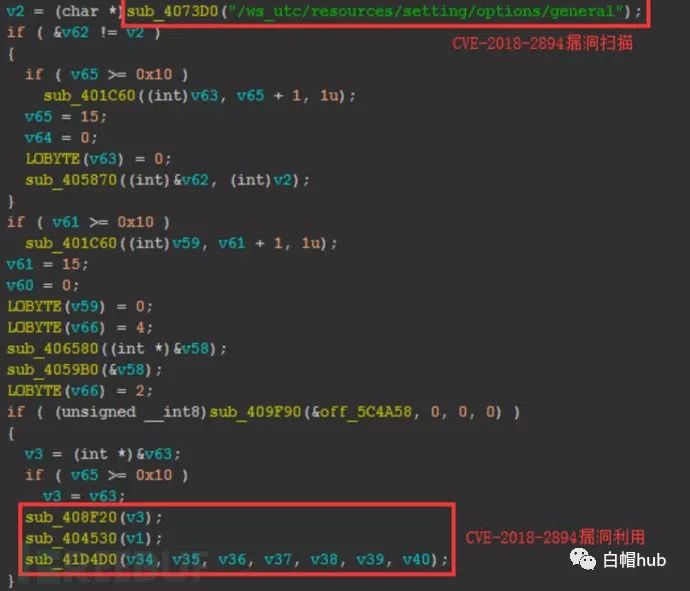 v2 = (char *)sub_4073D0("/ws_utc/resources/setting/options/general");
CVE-2018-2894漏洞扫描
if ( &v62 != v2 )
{
if ( v65 >= 0x10 )
sub_401C60((int)v63, v65 + 1, 1u);
v65 = 15;
v64 = 0;
LOBYTE(v63) = 0;
sub_405870((int)&v62, (int)v2);
}
if ( v61 >= 0x10 )
sub_401C60((int)v59, v61 + 1, 1u);
v61 = 15;
v60 = 0;
LOBYTE(v59) = 0;
LOBYTE(v66) = 4;
sub_406580((int *)&v58);
sub_4059B0(&v58);
LOBYTE(v66) = 2;
if ( (unsigned __int8)sub_409F90(&off_5C4A58, 0, 0, 0) )
{
v3 = (int *)&v63;
if ( v65 >= 0x10 )
v3 = v63;
sub_408F20(v3);
sub_404530(v1);
CVE-2018-2894漏洞利用
sub_41D4D0(v34, v35, v36, v37, v38, v39, v40);
白帽hub
}